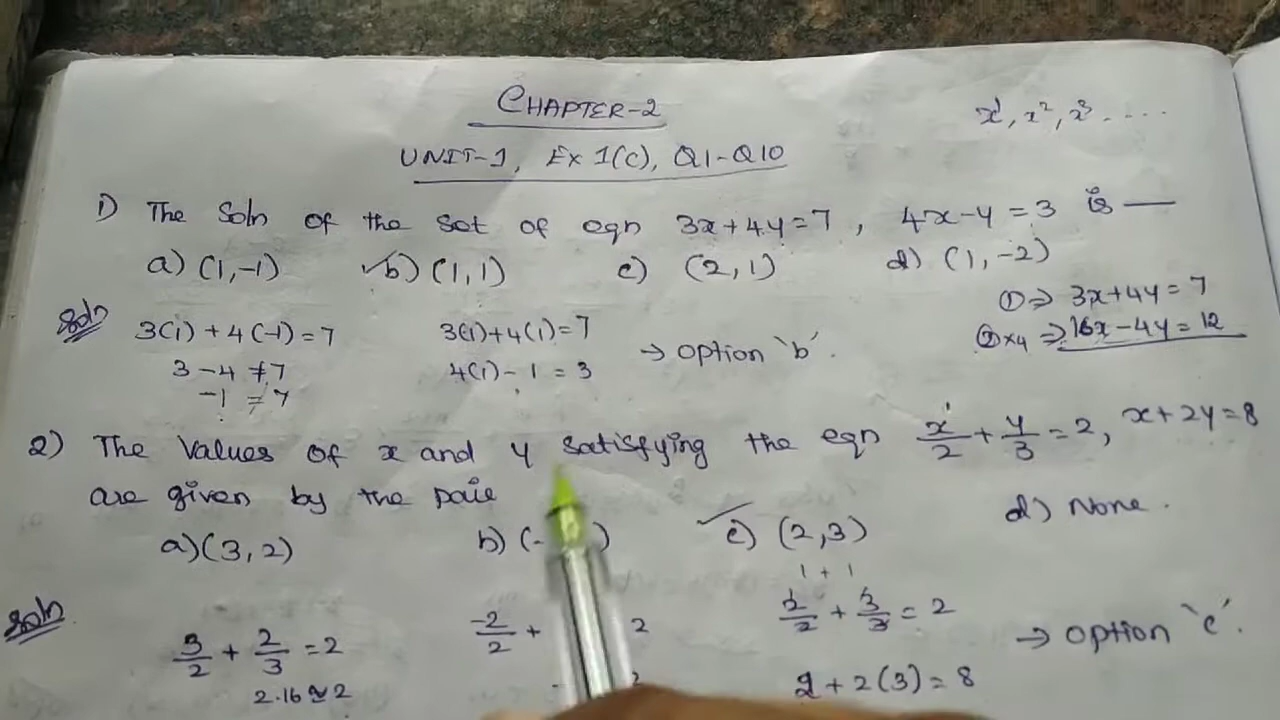 CHAPTER-2
x¹, x², x³ .....
UNIT-1, Ex 1(c), Q1-Q10
1) The Soln of the set of eqn 3x+4y=7, 4x-y=3 is —
a) (1,-1) b) (1,1) c) (2,1) d) (1,-2)
Soln 3(1)+4(-1)=7 3(1)+4(1)=7 → option 'b'. ①⇒ 3x+4y=7
3-4≠7 4(1)-1=3 ②×4 ⇒ 16x-4y=12
-1≠7
2) The Values of x and y satisfying the eqn x/2 + y/3 = 2, x+2y=8
are given by the pair
a) (3,2) b) (- ) c) (2,3) d) None.
1 + 1
Soln 3/2 + 2/3 = 2 -2/2 + 2 2/2 + 3/3 = 2 → option 'c'.
2.16≈2 2 2+2(3)=8